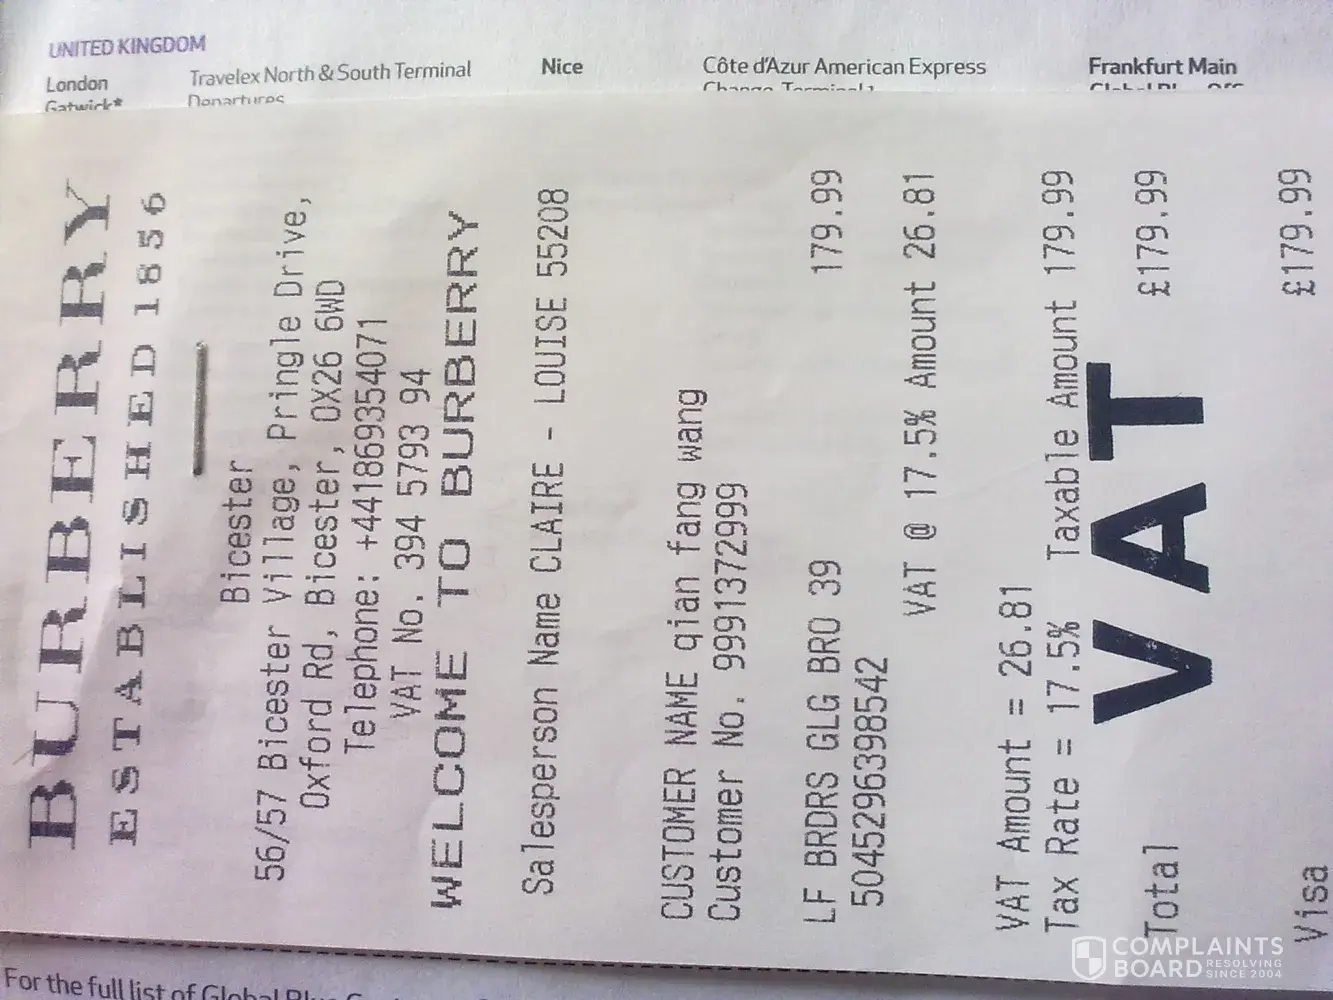 UNITED KINGDOM
London
Gatwick*
Travelex North & South Terminal
Departures
Nice
Côte d'Azur American Express
Change, Terminal 1
Frankfurt Main
BURBERRY
ESTABLISHED 1856
Bicester
56/57 Bicester Village, Pringle Drive,
Oxford Rd, Bicester, OX26 6WD
Telephone: +441869354071
VAT No. 394 5793 94
WELCOME TO BURBERRY
Salesperson Name CLAIRE - LOUISE 55208
CUSTOMER NAME qian fang wang
Customer No. 9991372999
LF BRDRS GLG BRO 39 179.99
5045296398542
VAT @ 17.5% Amount 26.81
VAT Amount = 26.81
Tax Rate = 17.5% Taxable Amount 179.99
Total £179.99
VAT
Visa £179.99
For the full list of Global Blue
COMPLAINTS
BOARD RESOLVING
SINCE 2004